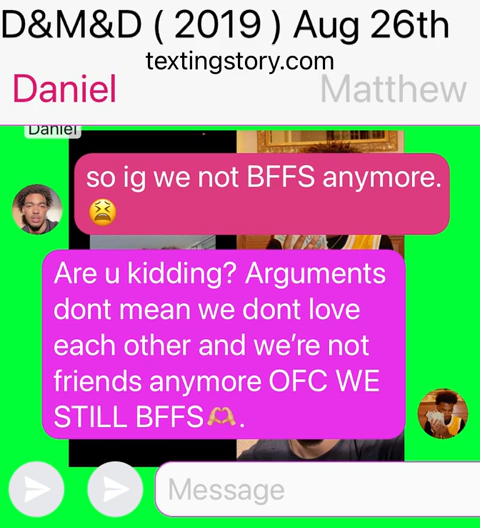 D&M&D ( 2019 ) Aug 26th
textingstory.com
Daniel Matthew
Daniel
so ig we not BFFS anymore.
😫
Are u kidding? Arguments
dont mean we dont love
each other and we’re not
friends anymore OFC WE
STILL BFFS🫶🏽.
Message